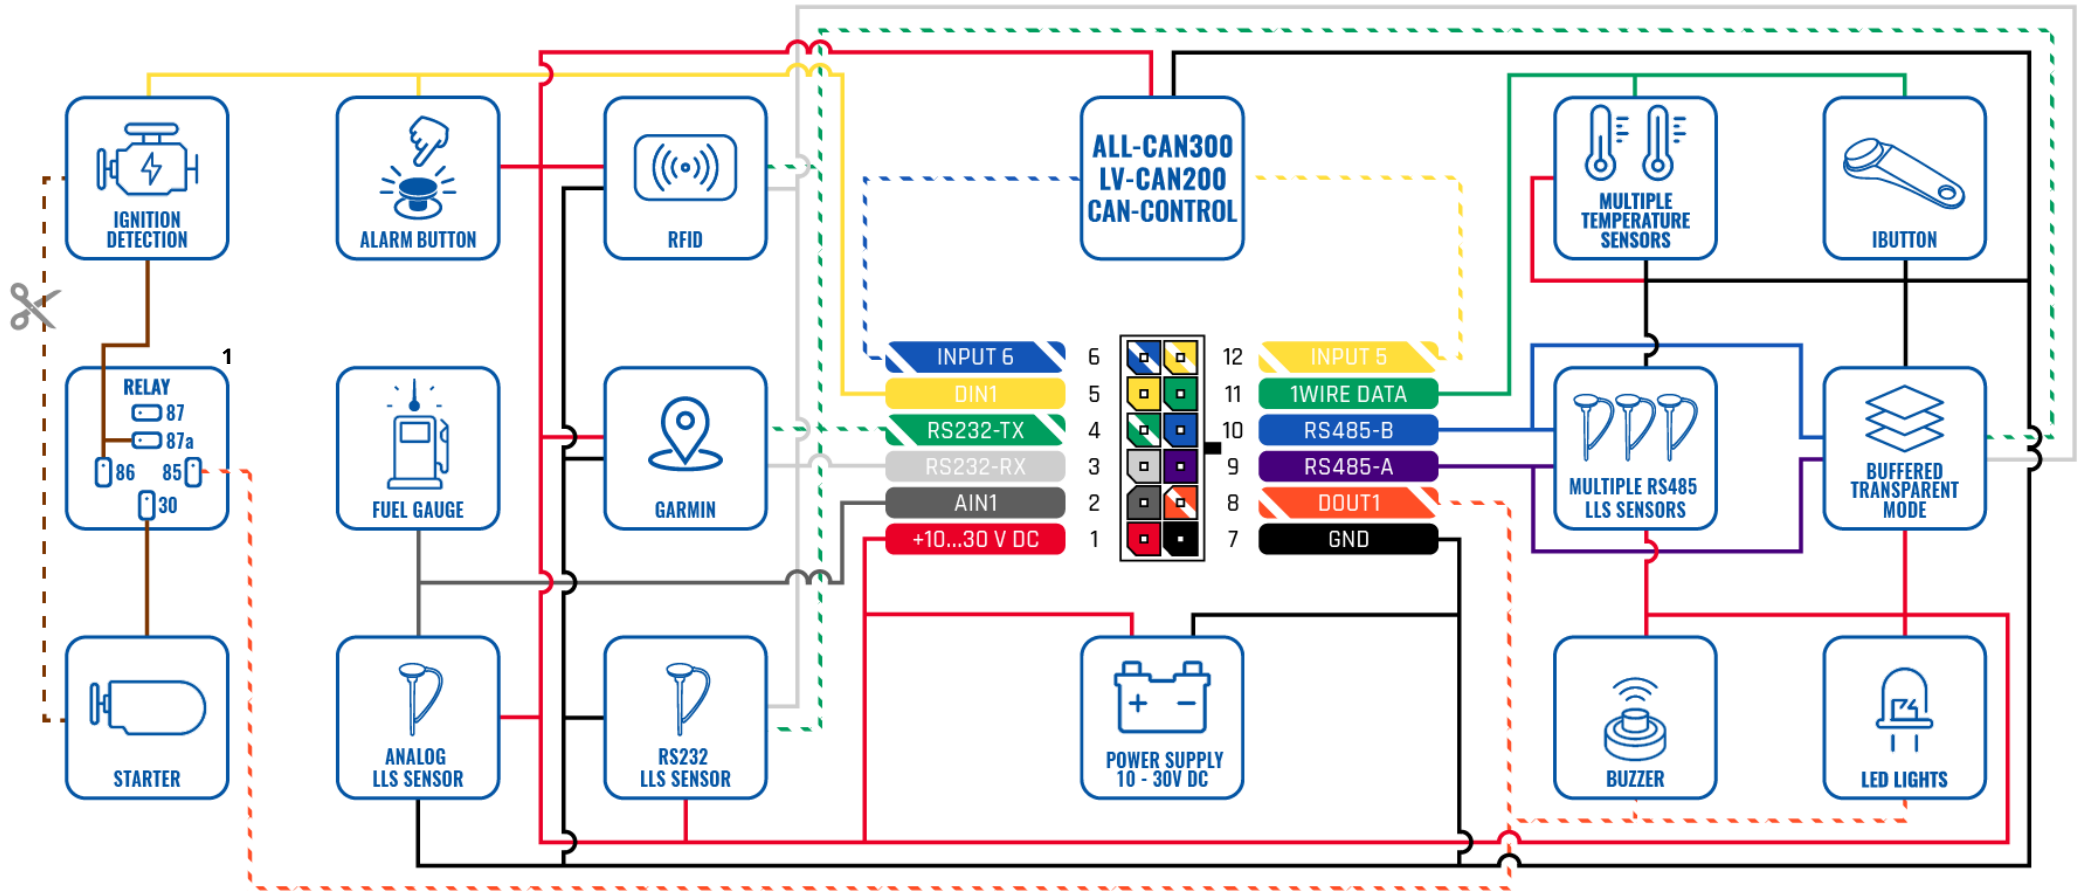 IGNITION
DETECTION
ALARM BUTTON
RFID
ALL-CAN300
LV-CAN200
CAN-CONTROL
MULTIPLE
TEMPERATURE
SENSORS
IBUTTON
1
RELAY
87
87a
86
85
30
FUEL GAUGE
GARMIN
INPUT 6
6
12
INPUT 5
DIN1
5
11
1WIRE DATA
RS232-TX
4
10
RS485-B
RS232-RX
3
9
RS485-A
AIN1
2
8
DOUT1
+10...30 V DC
1
7
GND
MULTIPLE RS485
LLS SENSORS
BUFFERED
TRANSPARENT
MODE
STARTER
ANALOG
LLS SENSOR
RS232
LLS SENSOR
+ −
POWER SUPPLY
10 - 30V DC
BUZZER
LED LIGHTS